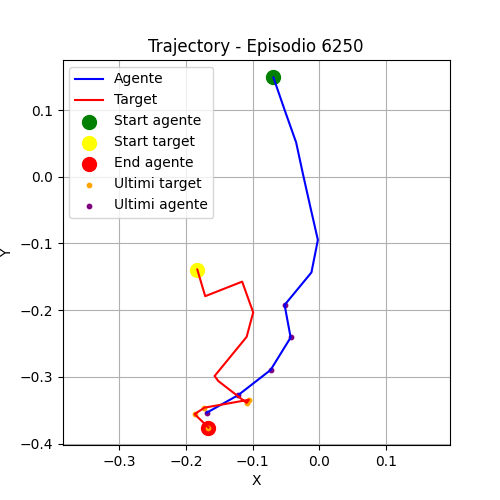 Trajectory - Episodio 6250
Agente
Target
Start agente
Start target
End agente
Ultimi target
Ultimi agente
0.1
0.0
−0.1
−0.2
−0.3
−0.4
Y
−0.3
−0.2
−0.1
0.0
0.1
X